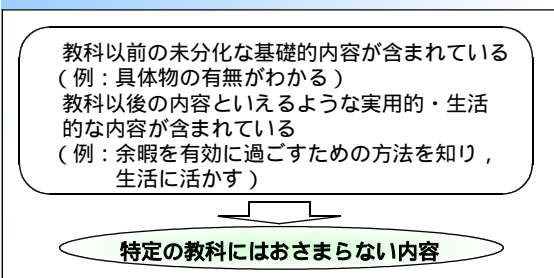 教科以前の未分化な基礎的内容が含まれている
(例:具体物の有無がわかる)
教科以後の内容といえるような実用的・生活
的な内容が含まれている
(例:余暇を有効に過ごすための方法を知り,
生活に活かす)
特定の教科にはおさまらない内容